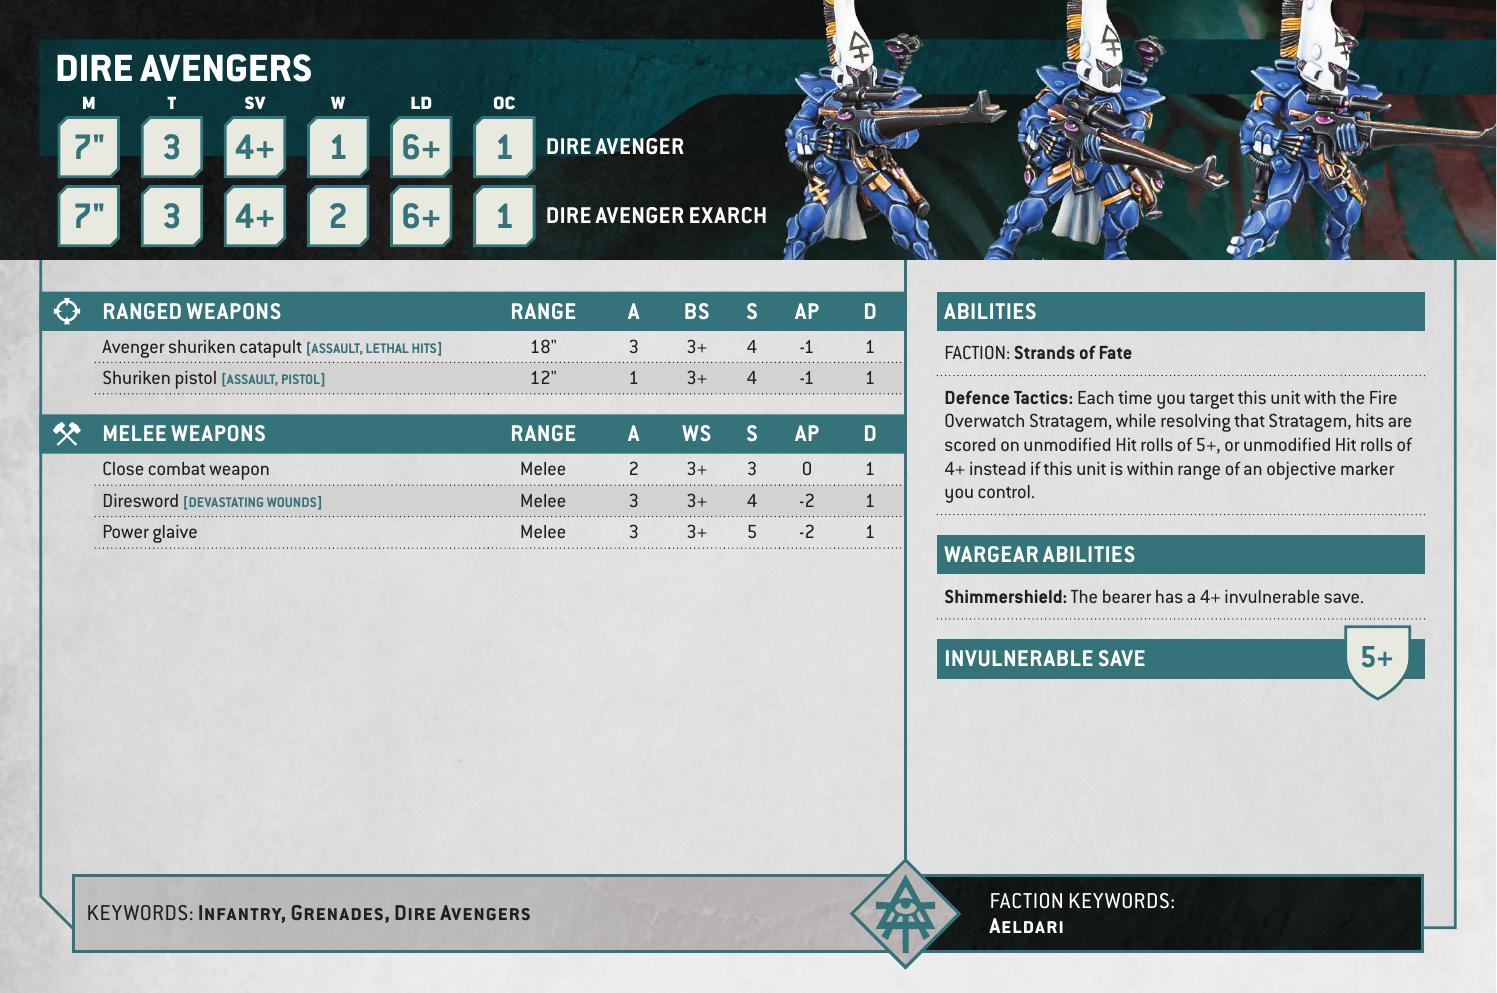 DIRE AVENGERS
M T SV W LD OC
7" 3 4+ 1 6+ 1 DIRE AVENGER
7" 3 4+ 2 6+ 1 DIRE AVENGER EXARCH
RANGED WEAPONS RANGE A BS S AP D
Avenger shuriken catapult [ASSAULT, LETHAL HITS] 18" 3 3+ 4 -1 1
Shuriken pistol [ASSAULT, PISTOL] 12" 1 3+ 4 -1 1
MELEE WEAPONS RANGE A WS S AP D
Close combat weapon Melee 2 3+ 3 0 1
Diresword [DEVASTATING WOUNDS] Melee 3 3+ 4 -2 1
Power glaive Melee 3 3+ 5 -2 1
ABILITIES
FACTION: Strands of Fate
Defence Tactics: Each time you target this unit with the Fire
Overwatch Stratagem, while resolving that Stratagem, hits are
scored on unmodified Hit rolls of 5+, or unmodified Hit rolls of
4+ instead if this unit is within range of an objective marker
you control.
WARGEAR ABILITIES
Shimmershield: The bearer has a 4+ invulnerable save.
INVULNERABLE SAVE 5+
KEYWORDS: INFANTRY, GRENADES, DIRE AVENGERS
FACTION KEYWORDS:
AELDARI